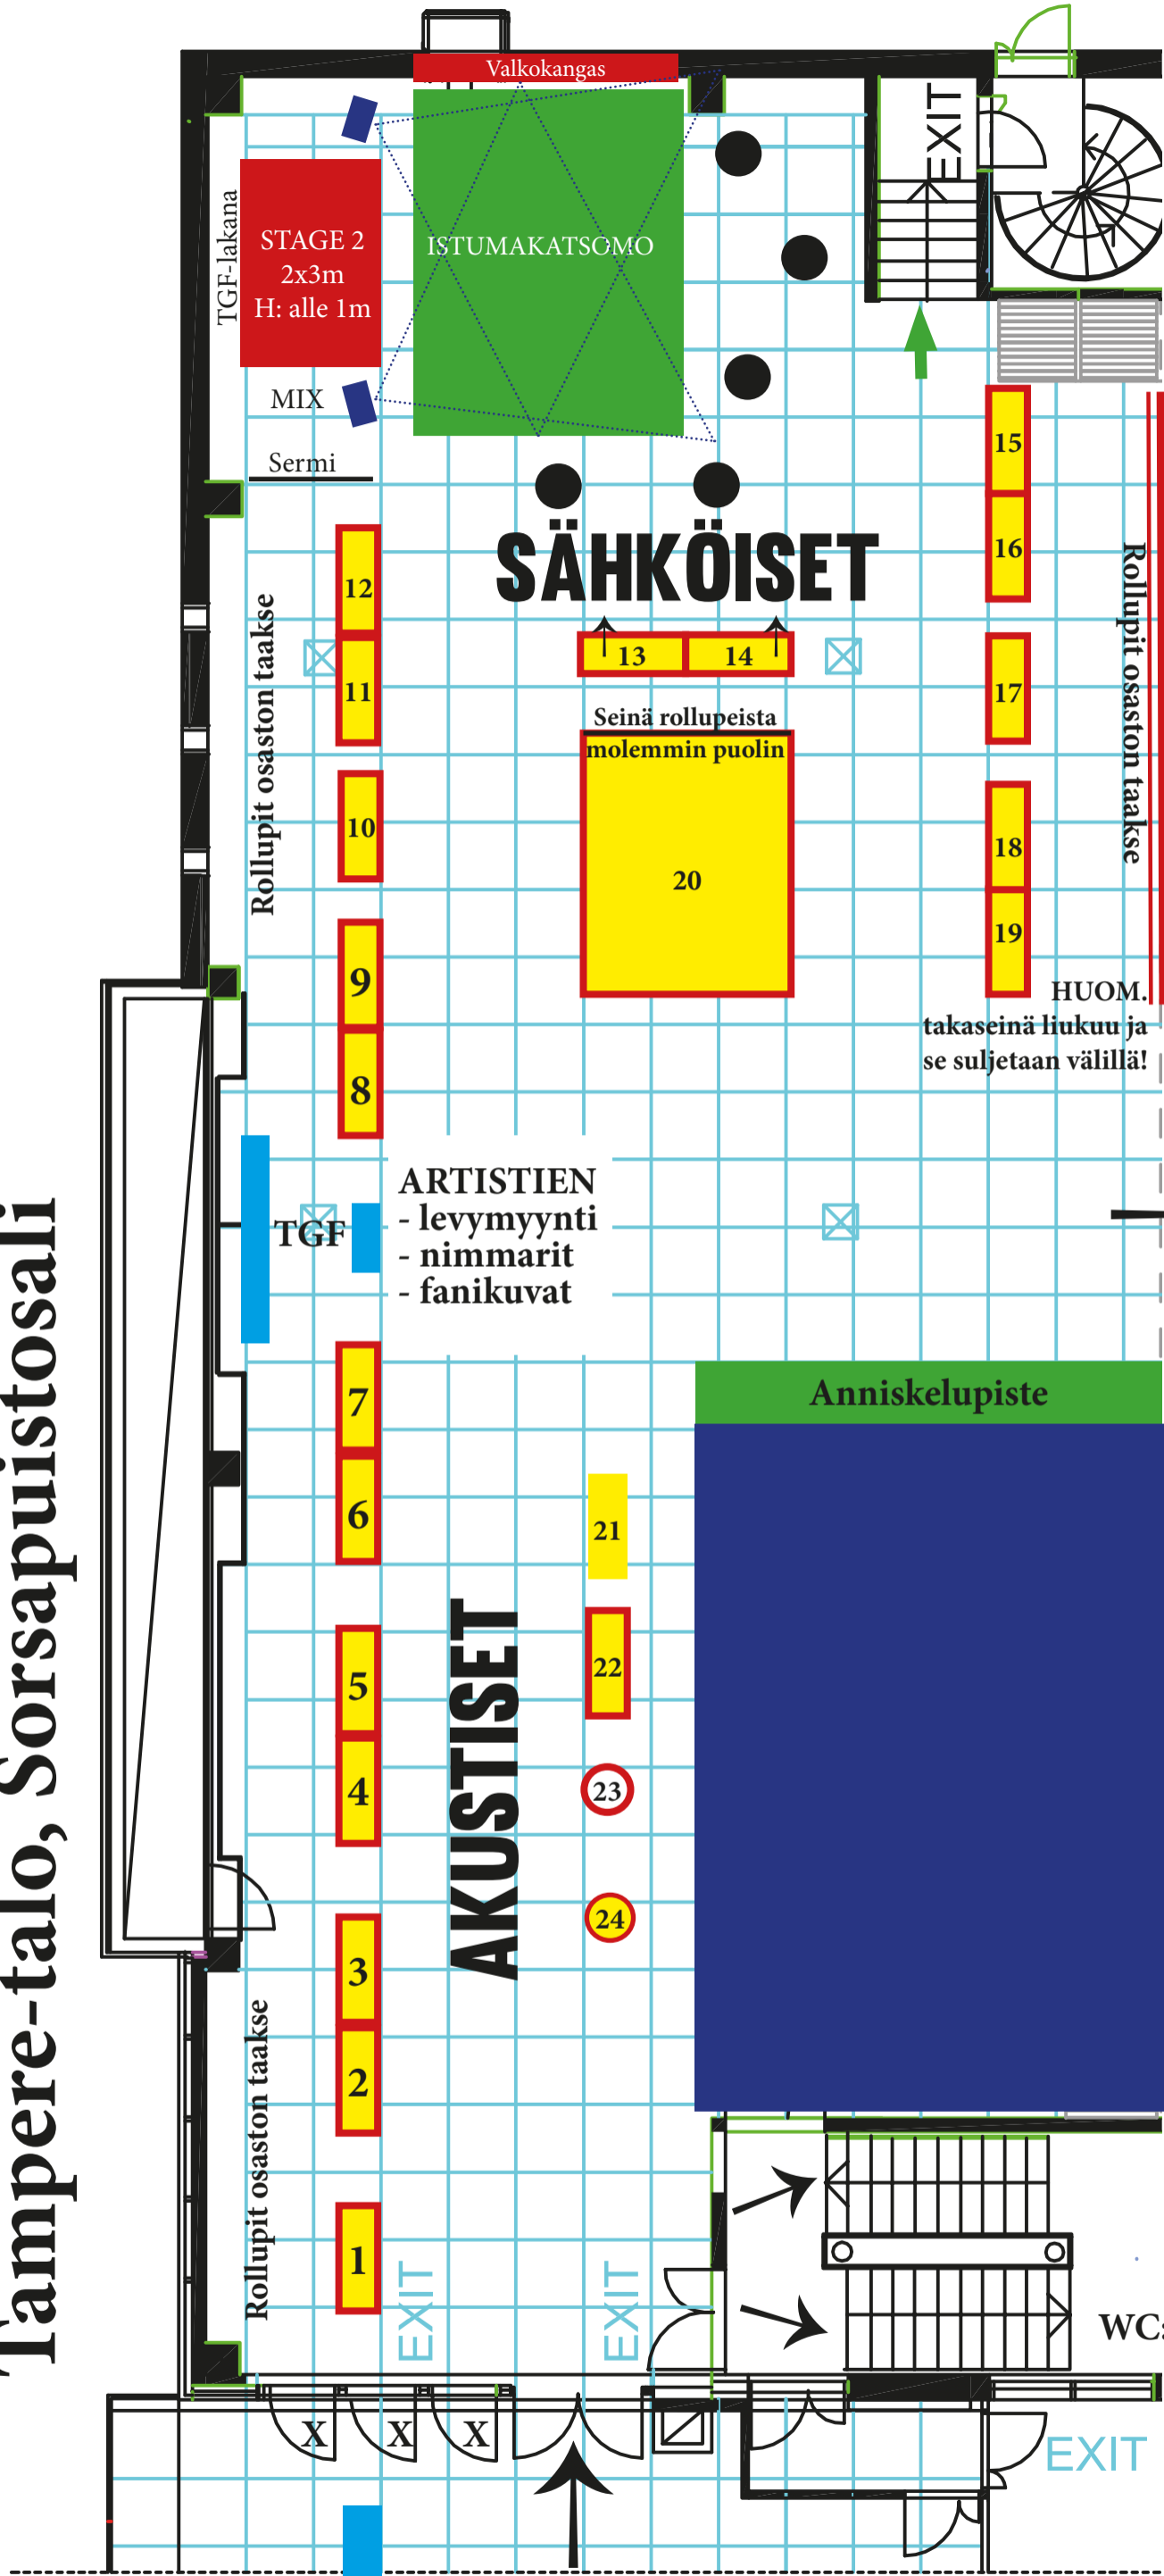 Valkokangas
EXIT
TGF-lakana
STAGE 2
2x3m
H: alle 1m
ISTUMAKATSOMO
MIX
Sermi
15
16
12
11
SÄHKÖISET
13
14
17
Rollupit osaston taakse
Rollupit osaston taakse
Seinä rollupeista
molemmin puolin
10
20
18
19
9
8
HUOM.
takaseinä liukuu ja
se suljetaan välillä!
TGF
ARTISTIEN
- levymyynti
- nimmarit
- fanikuvat
Tampere-talo, Sorsapuistosali
Anniskelupiste
7
6
21
5
4
22
23
24
AKUSTISET
3
2
1
Rollupit osaston taakse
EXIT
EXIT
WC:
X
X
X
EXIT